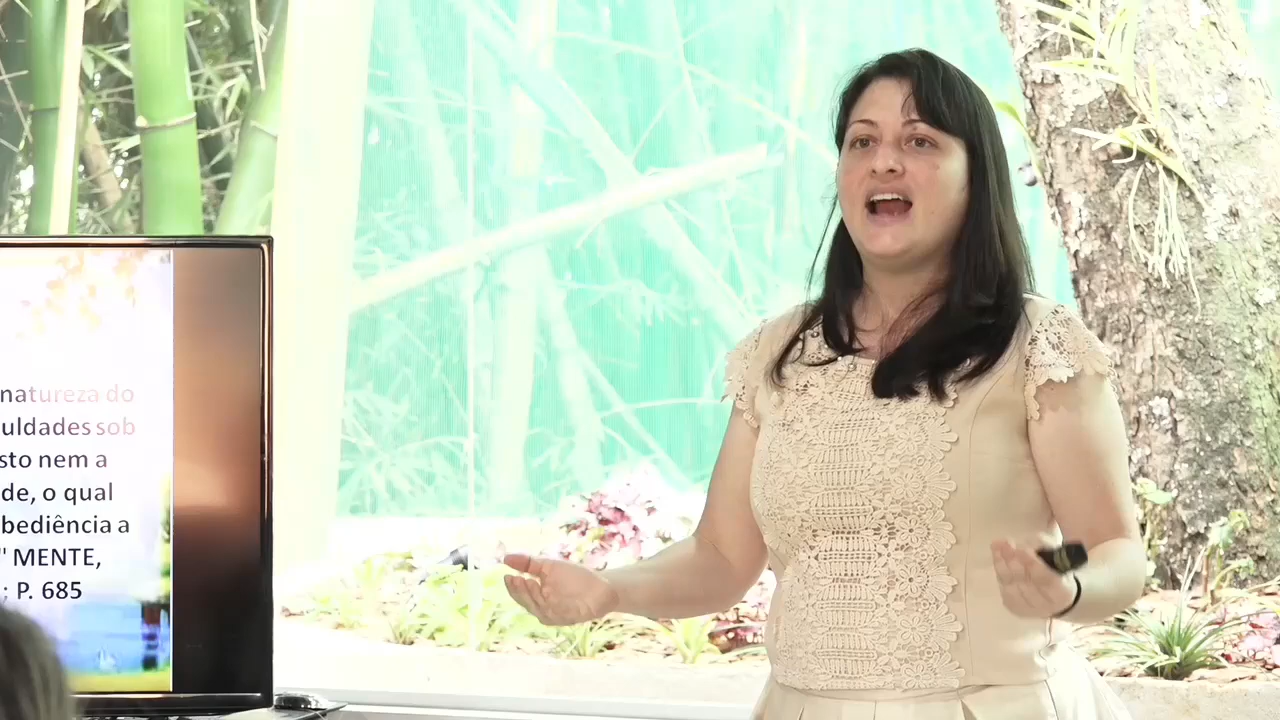 natureza do
uldades sob
sto nem a
de, o qual
bediência a
" MENTE,
; P. 685